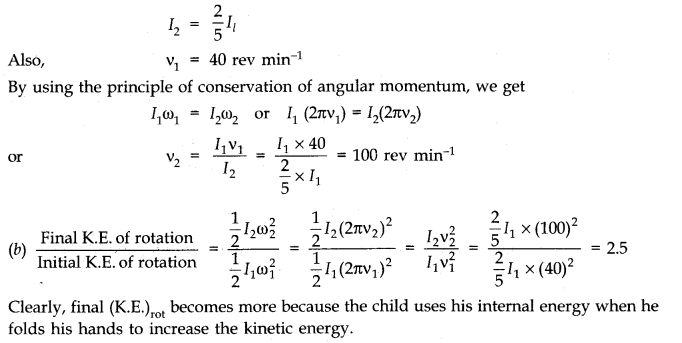 I₂ = 2/5 Iₗ
Also, ν₁ = 40 rev min⁻¹
By using the principle of conservation of angular momentum, we get
I₁ω₁ = I₂ω₂ or I₁ (2πν₁) = I₂(2πν₂)
or ν₂ = I₁ν₁/I₂ = (I₁ × 40)/(2/5 × I₁) = 100 rev min⁻¹
(b) Final K.E. of rotation/Initial K.E. of rotation = (1/2 I₂ω₂²)/(1/2 I₁ω₁²) = (1/2 I₂(2πν₂)²)/(1/2 I₁(2πν₁)²) = I₂ν₂²/I₁ν₁² = (2/5 I₁ × (100)²)/(2/5 I₁ × (40)²) = 2.5
Clearly, final (K.E.)rot becomes more because the child uses his internal energy when he
folds his hands to increase the kinetic energy.